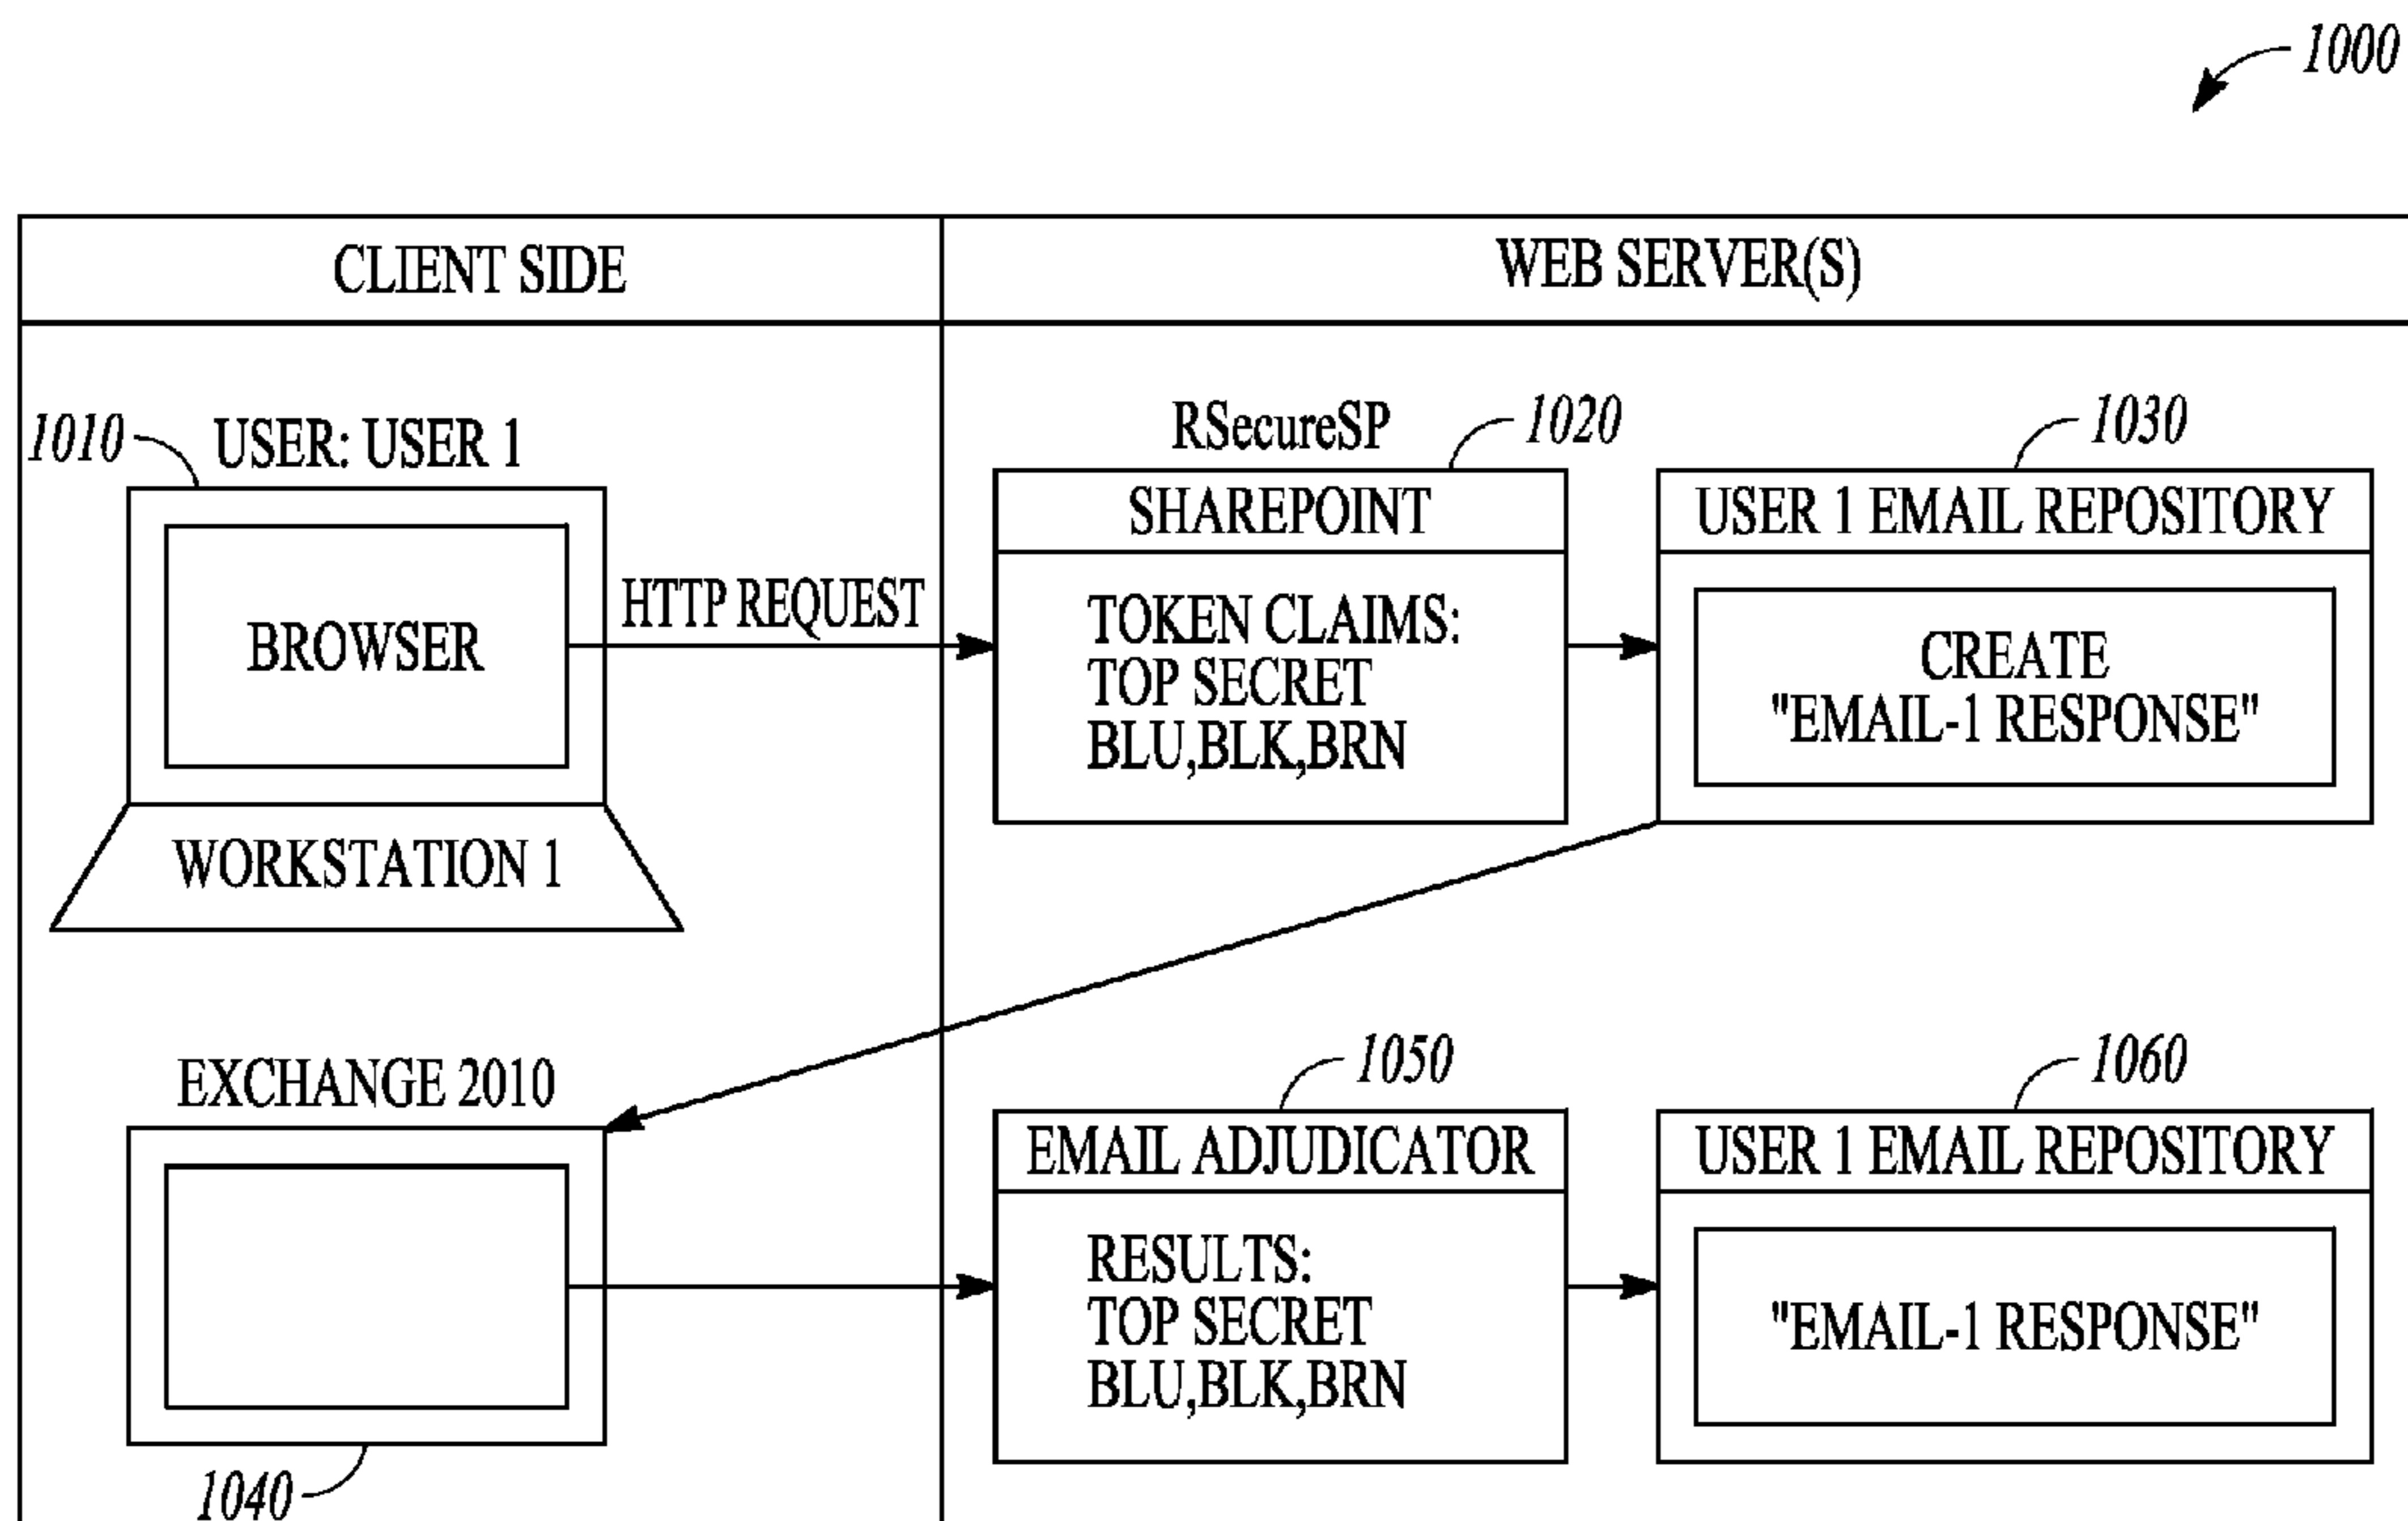 1000
CLIENT SIDE
WEB SERVER(S)
1010
USER: USER 1
BROWSER
WORKSTATION 1
HTTP REQUEST
RSecureSP
1020
SHAREPOINT
TOKEN CLAIMS:
TOP SECRET
BLU,BLK,BRN
1030
USER 1 EMAIL REPOSITORY
CREATE
"EMAIL-1 RESPONSE"
EXCHANGE 2010
1040
1050
EMAIL ADJUDICATOR
RESULTS:
TOP SECRET
BLU,BLK,BRN
1060
USER 1 EMAIL REPOSITORY
"EMAIL-1 RESPONSE"